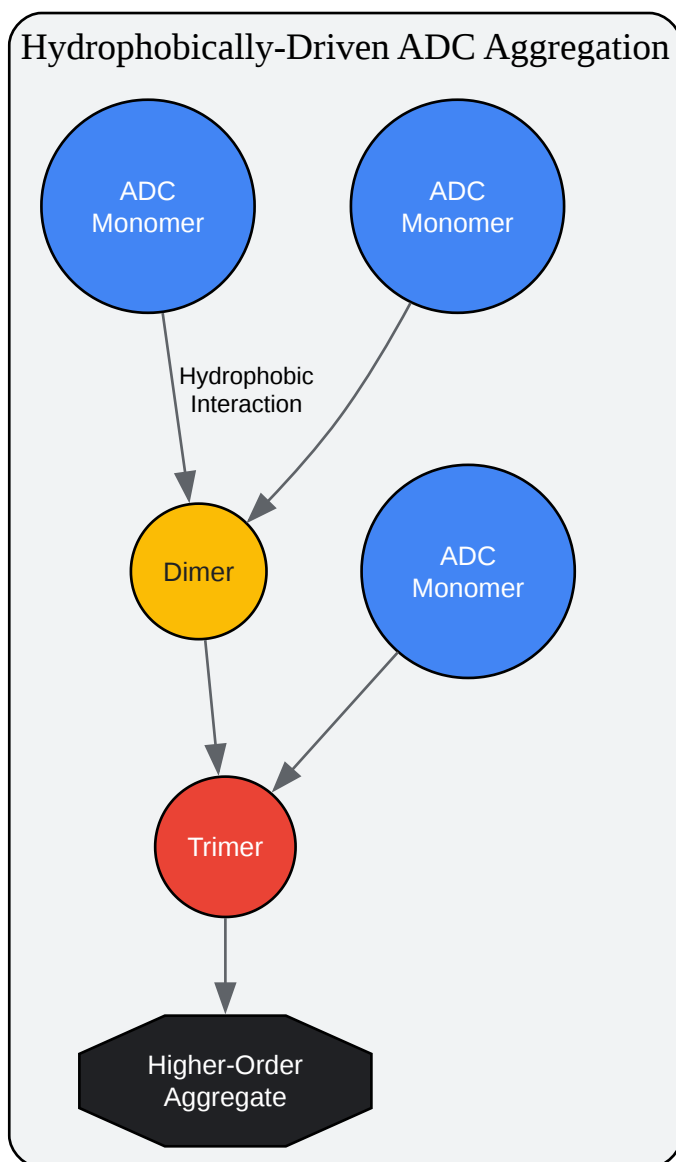 Hydrophobically-Driven ADC Aggregation
ADC
Monomer
ADC
Monomer
Hydrophobic
Interaction
ADC
Monomer
Dimer
Trimer
Higher-Order
Aggregate